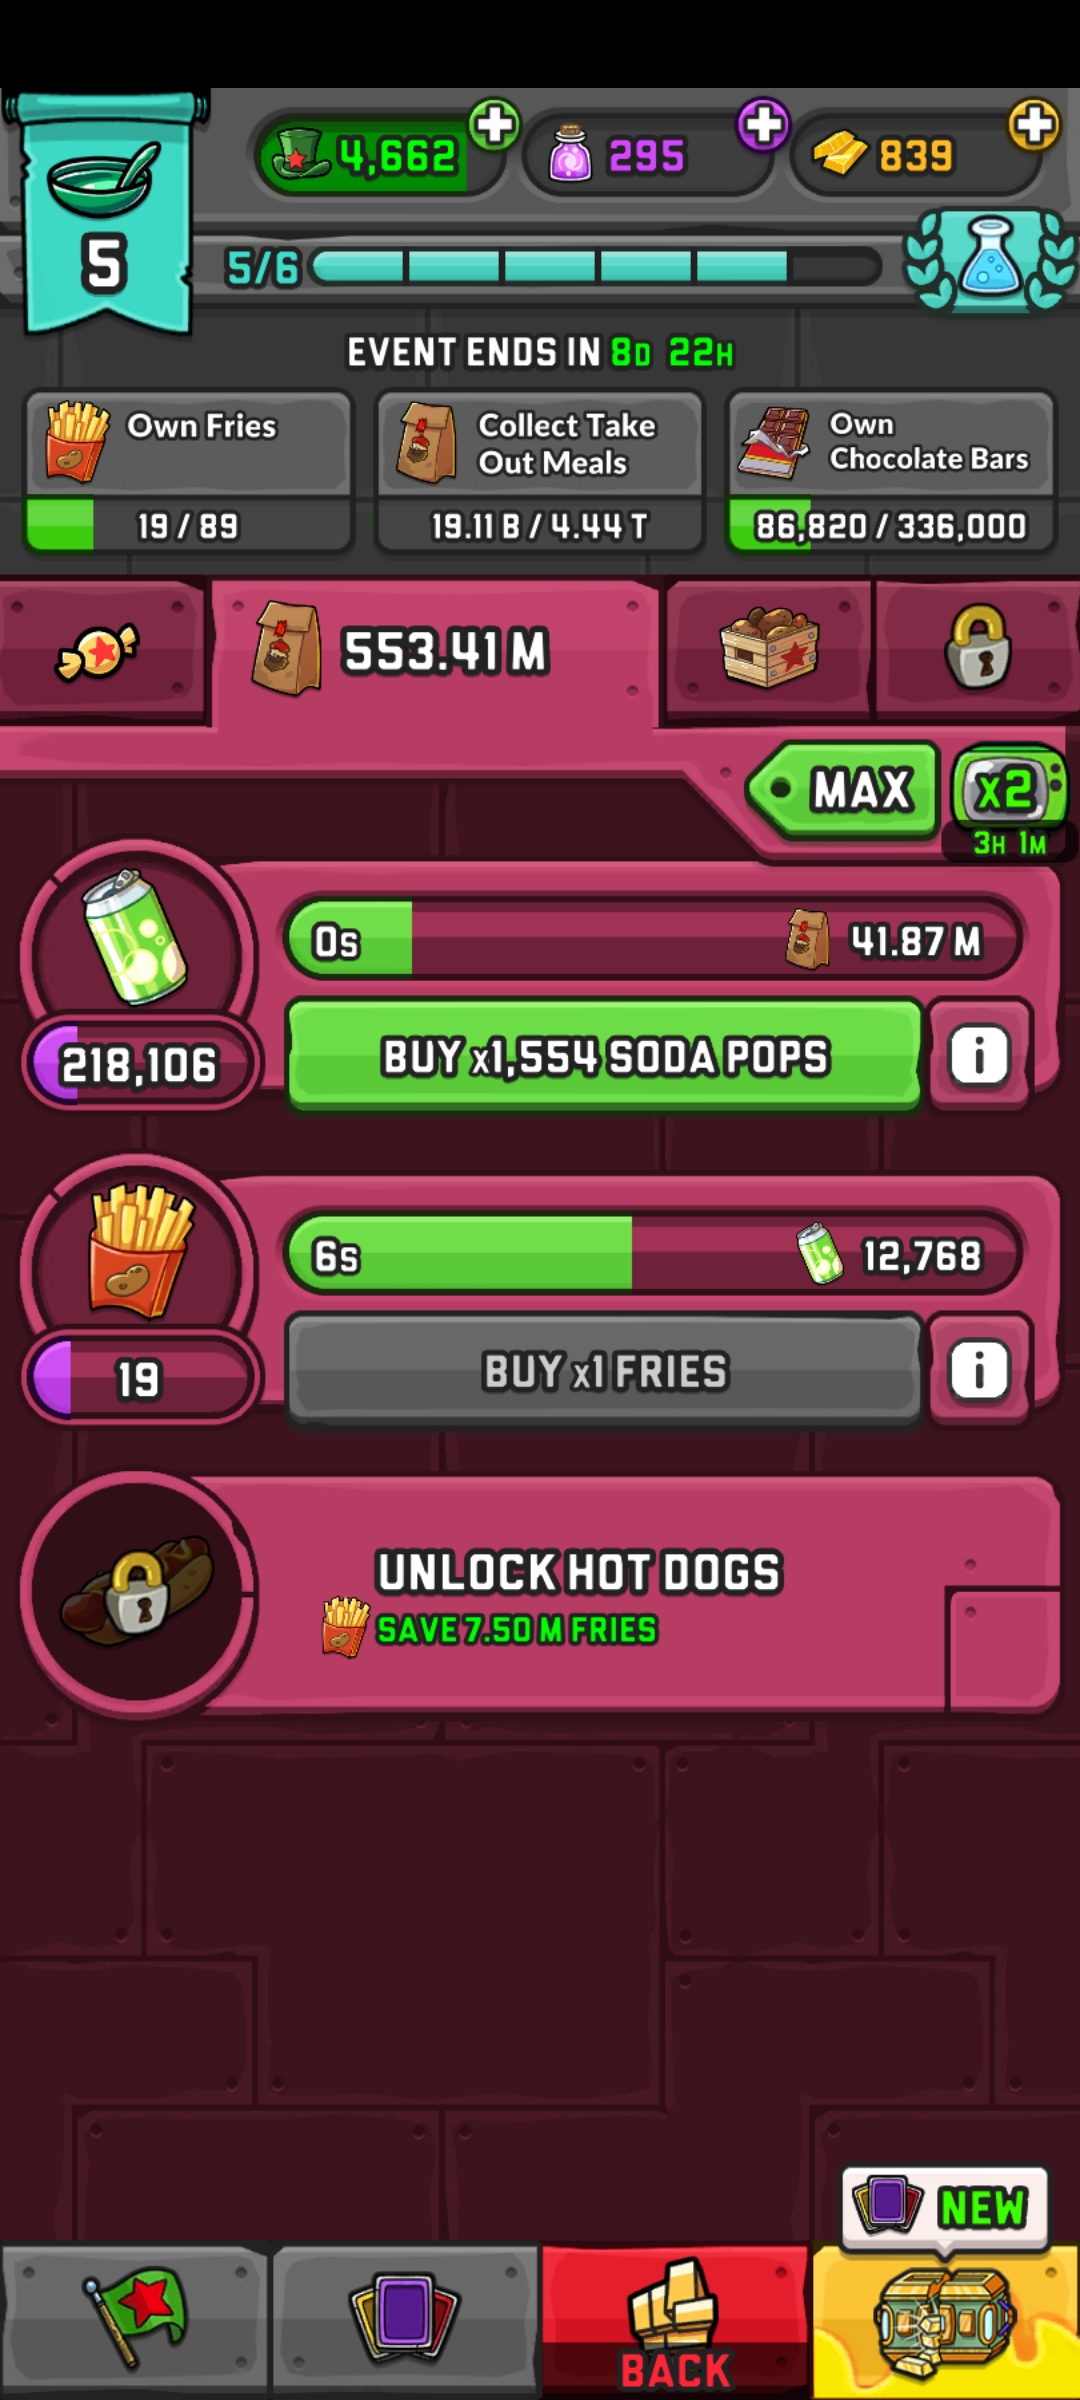 4,662
295
839
5
5/6
EVENT ENDS IN 8D 22H
Own Fries
19 / 89
Collect Take
Out Meals
19.11 B / 4.44 T
Own
Chocolate Bars
86,820 / 336,000
553.41 M
MAX
x2
3H 1M
0s
41.87 M
218,106
BUY x1,554 SODA POPS
i
6s
12,768
19
BUY x1 FRIES
i
UNLOCK HOT DOGS
SAVE 7.50 M FRIES
NEW
BACK